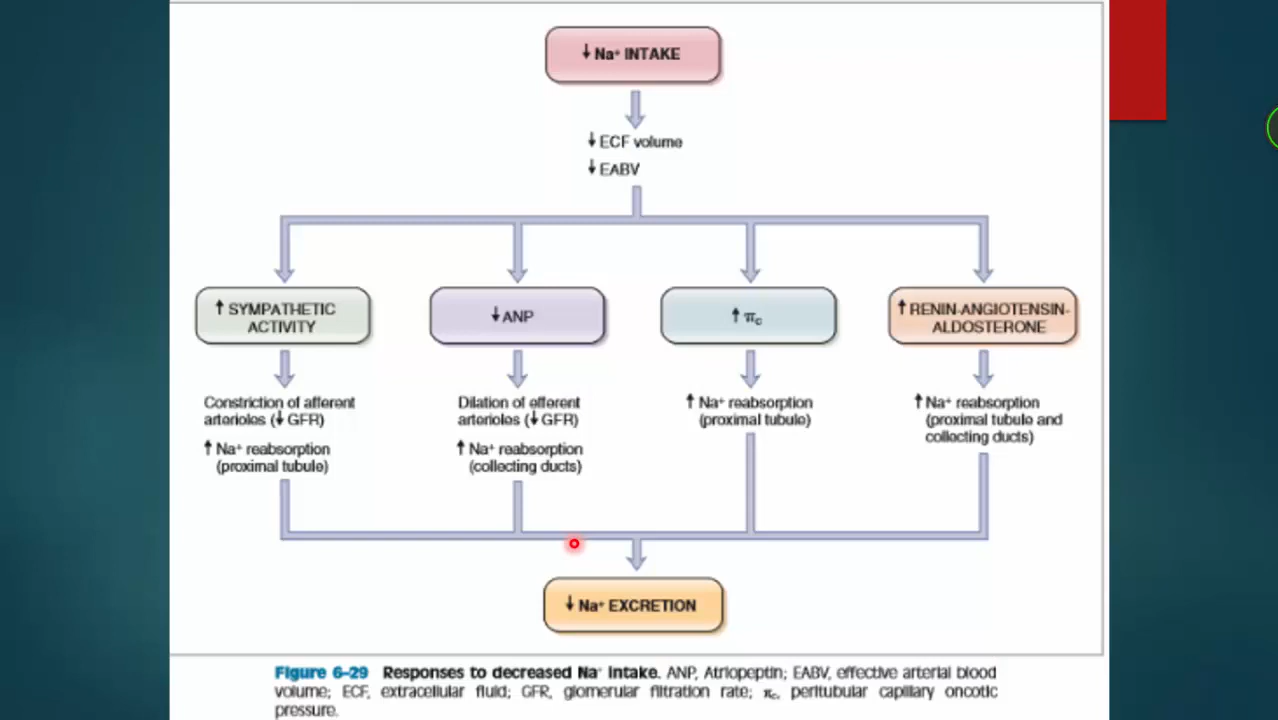 ↓ Na⁺ INTAKE
↓ ECF volume
↓ EABV
↑ SYMPATHETIC
ACTIVITY
↓ ANP
↑ πc
↑ RENIN-ANGIOTENSIN-
ALDOSTERONE
Constriction of afferent
arterioles (↓ GFR)
↑ Na⁺ reabsorption
(proximal tubule)
Dilation of efferent
arterioles (↓ GFR)
↑ Na⁺ reabsorption
(collecting ducts)
↑ Na⁺ reabsorption
(proximal tubule)
↑ Na⁺ reabsorption
(proximal tubule and
collecting ducts)
↓ Na⁺ EXCRETION
Figure 6–29 Responses to decreased Na⁺ intake. ANP, Atriopeptin; EABV, effective arterial blood
volume; ECF, extracellular fluid; GFR, glomerular filtration rate; πc, peritubular capillary oncotic
pressure.